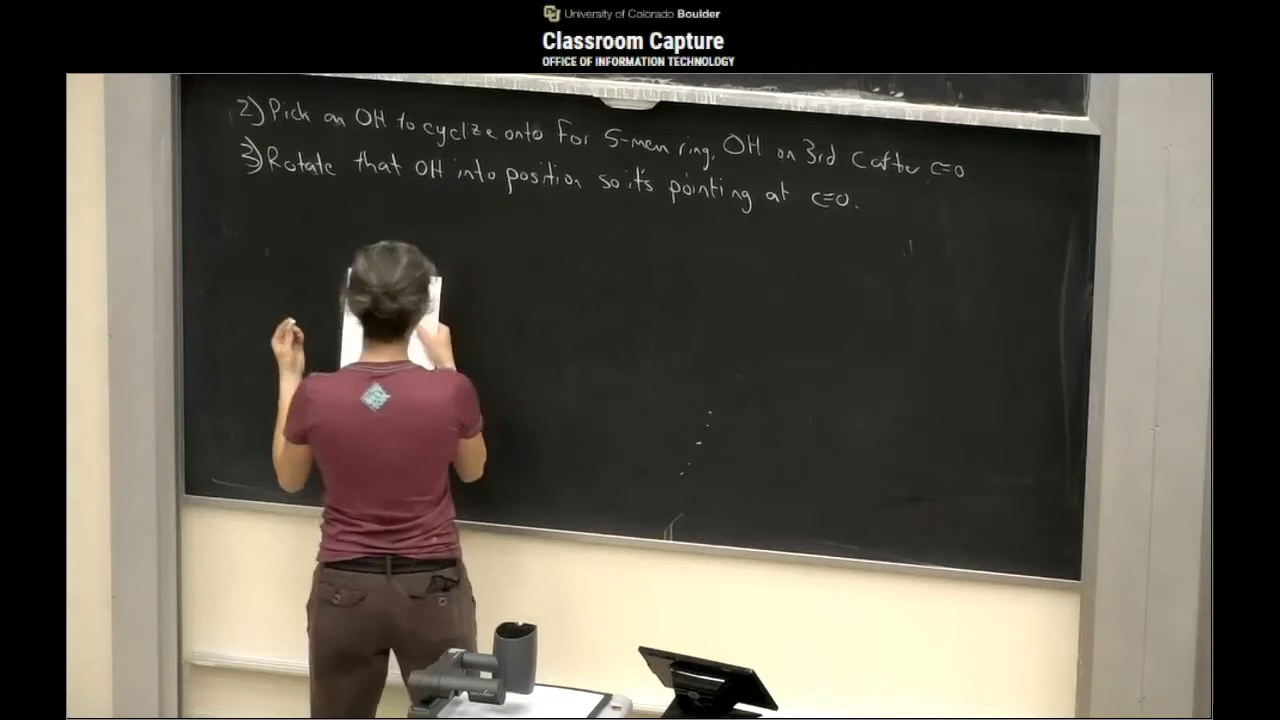 University of Colorado Boulder
Classroom Capture
OFFICE OF INFORMATION TECHNOLOGY
2) Pick an OH to cyclize onto For 5-mem ring, OH on 3rd C after C=O
3) Rotate that OH into position so it's pointing at C=O.